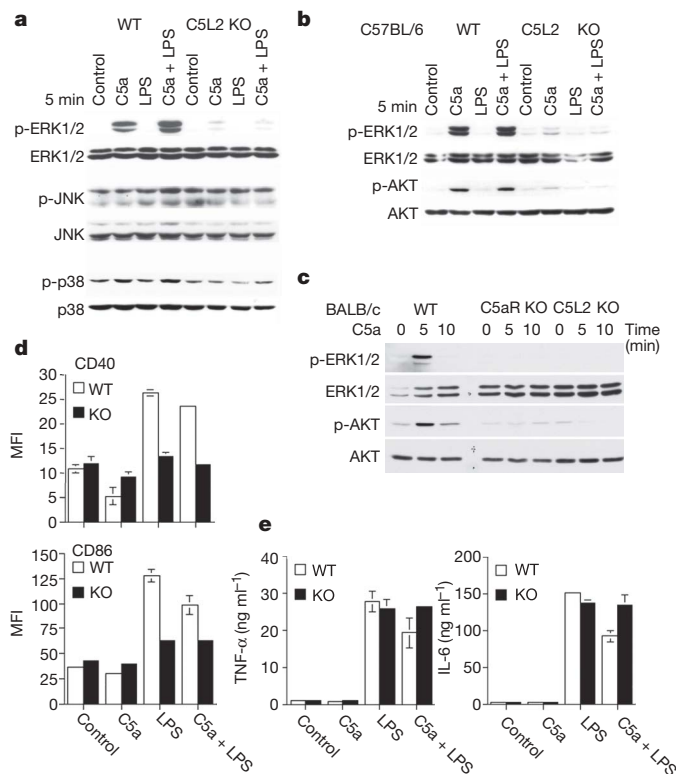 a
WT C5L2 KO
Control C5a LPS C5a + LPS Control C5a LPS C5a + LPS
5 min
p-ERK1/2
ERK1/2
p-JNK
JNK
p-p38
p38
b
C57BL/6 WT C5L2 KO
Control C5a LPS C5a + LPS Control C5a LPS C5a + LPS
5 min
p-ERK1/2
ERK1/2
p-AKT
AKT
c
BALB/c WT C5aR KO C5L2 KO
C5a 0 5 10 0 5 10 0 5 10 Time
(min)
p-ERK1/2
ERK1/2
p-AKT
AKT
d
CD40
WT
KO
MFI
30
25
20
15
10
5
0
CD86
WT
KO
MFI
150
125
100
75
50
25
0
Control C5a LPS C5a + LPS
e
TNF-α (ng ml⁻¹)
40
30
20
10
0
WT
KO
Control C5a LPS C5a + LPS
IL-6 (ng ml⁻¹)
200
150
100
50
0
WT
KO
Control C5a LPS C5a + LPS